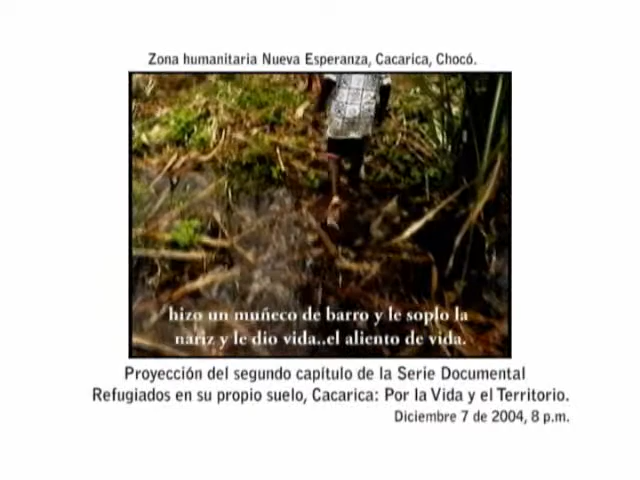 Zona humanitaria Nueva Esperanza, Cacarica, Chocó.
hizo un muñeco de barro y le soplo la
nariz y le dio vida..el aliento de vida.
Proyección del segundo capítulo de la Serie Documental
Refugiados en su propio suelo, Cacarica: Por la Vida y el Territorio.
Diciembre 7 de 2004, 8 p.m.